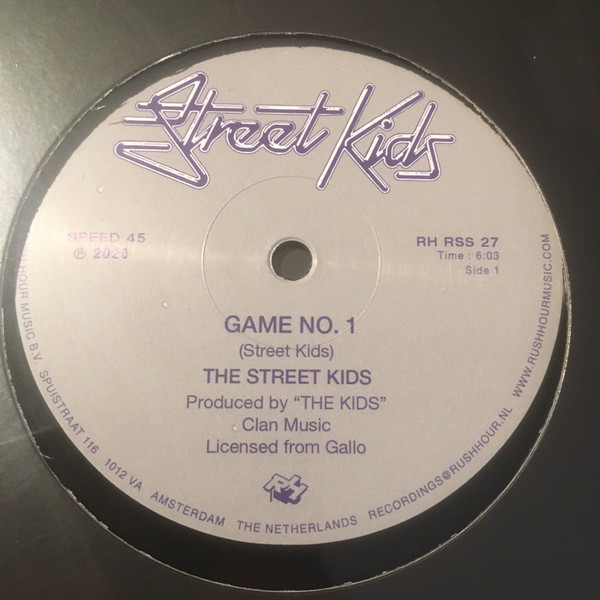 Street Kids
SPEED 45
℗ 2020
RH RSS 27
Time : 6:03
Side 1
GAME NO. 1
(Street Kids)
THE STREET KIDS
Produced by “THE KIDS”
Clan Music
Licensed from Gallo
RH
HOUR MUSIC B.V. SPUISTRAAT 116 1012 VA AMSTERDAM THE NETHERLANDS RECORDINGS@RUSHHOUR.NL WWW.RUSHHOURMUSIC.COM